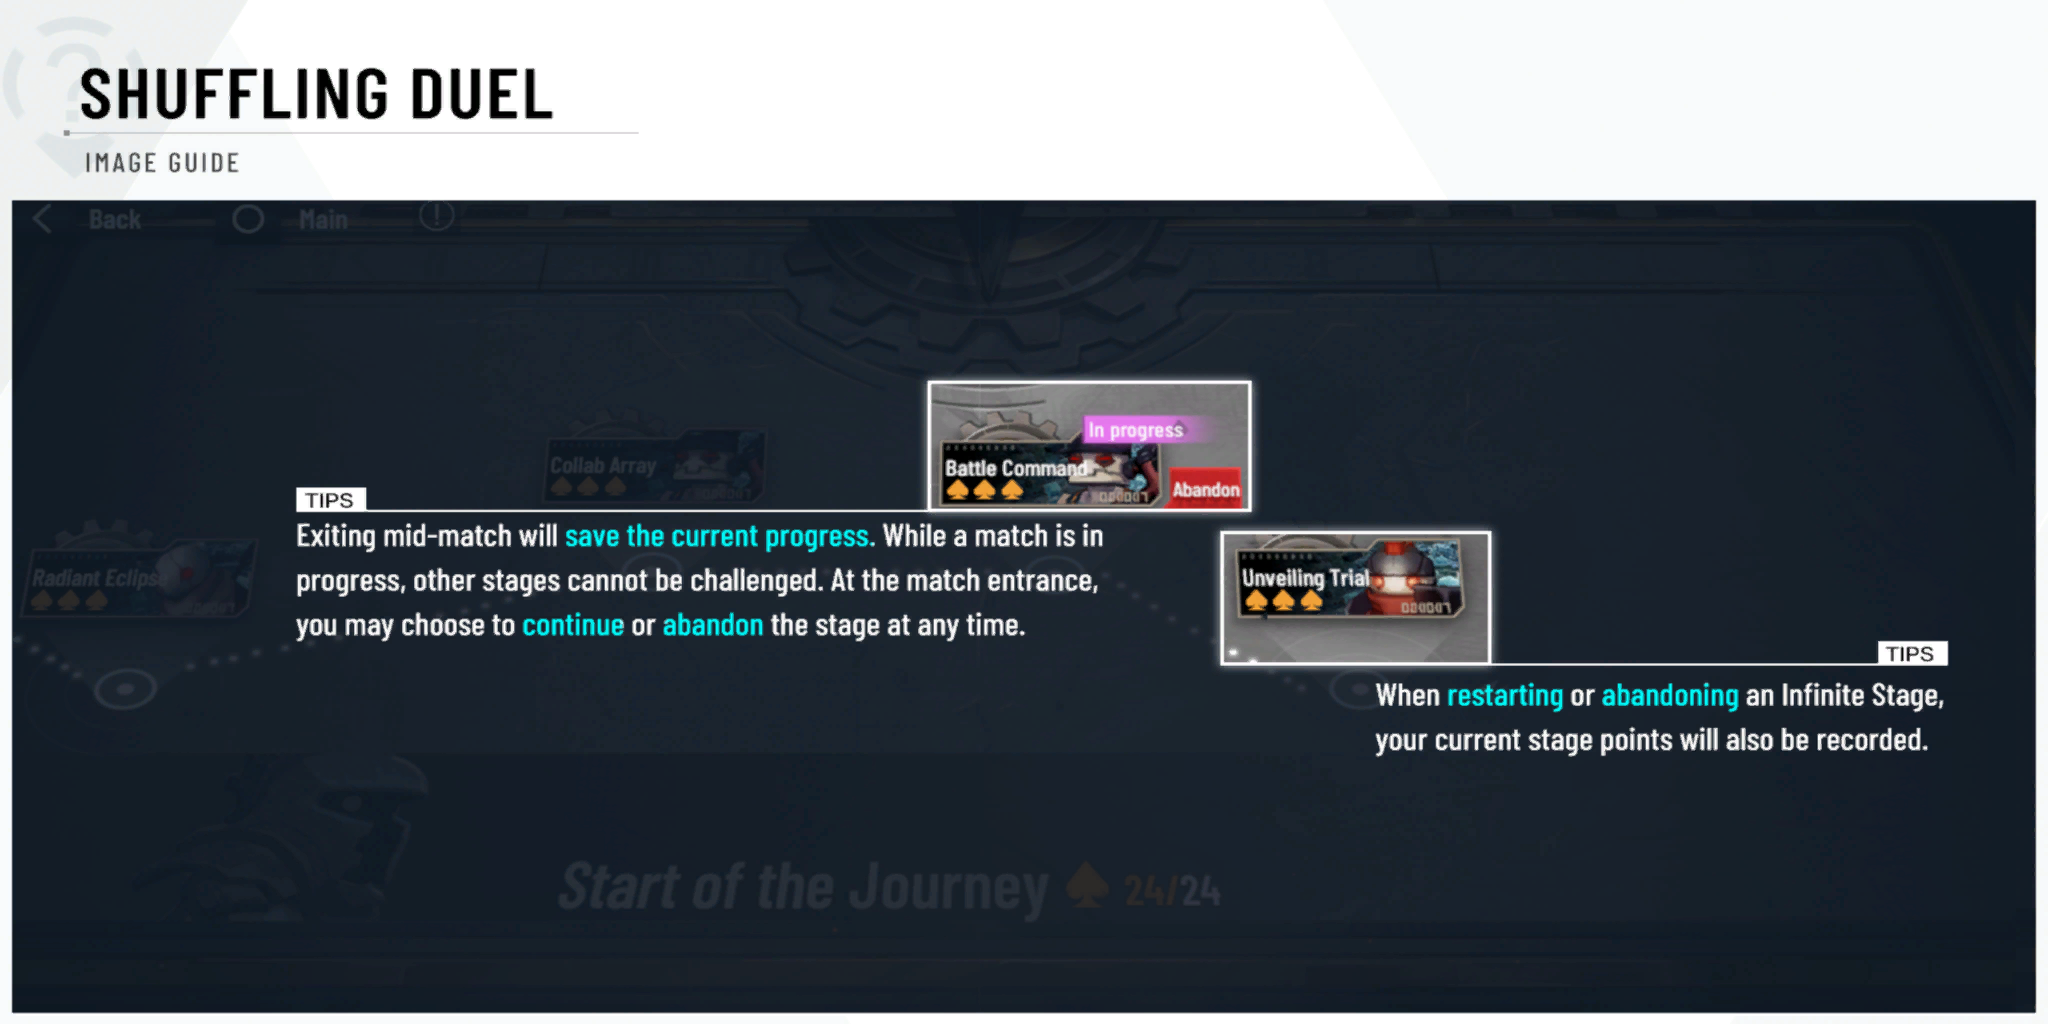 SHUFFLING DUEL
IMAGE GUIDE
Back
Main
In progress
Battle Command
Abandon
Collab Array
TIPS
Exiting mid-match will save the current progress. While a match is in
progress, other stages cannot be challenged. At the match entrance,
you may choose to continue or abandon the stage at any time.
Radiant Eclipse
Unveiling Trial
TIPS
When restarting or abandoning an Infinite Stage,
your current stage points will also be recorded.
Start of the Journey 24/24